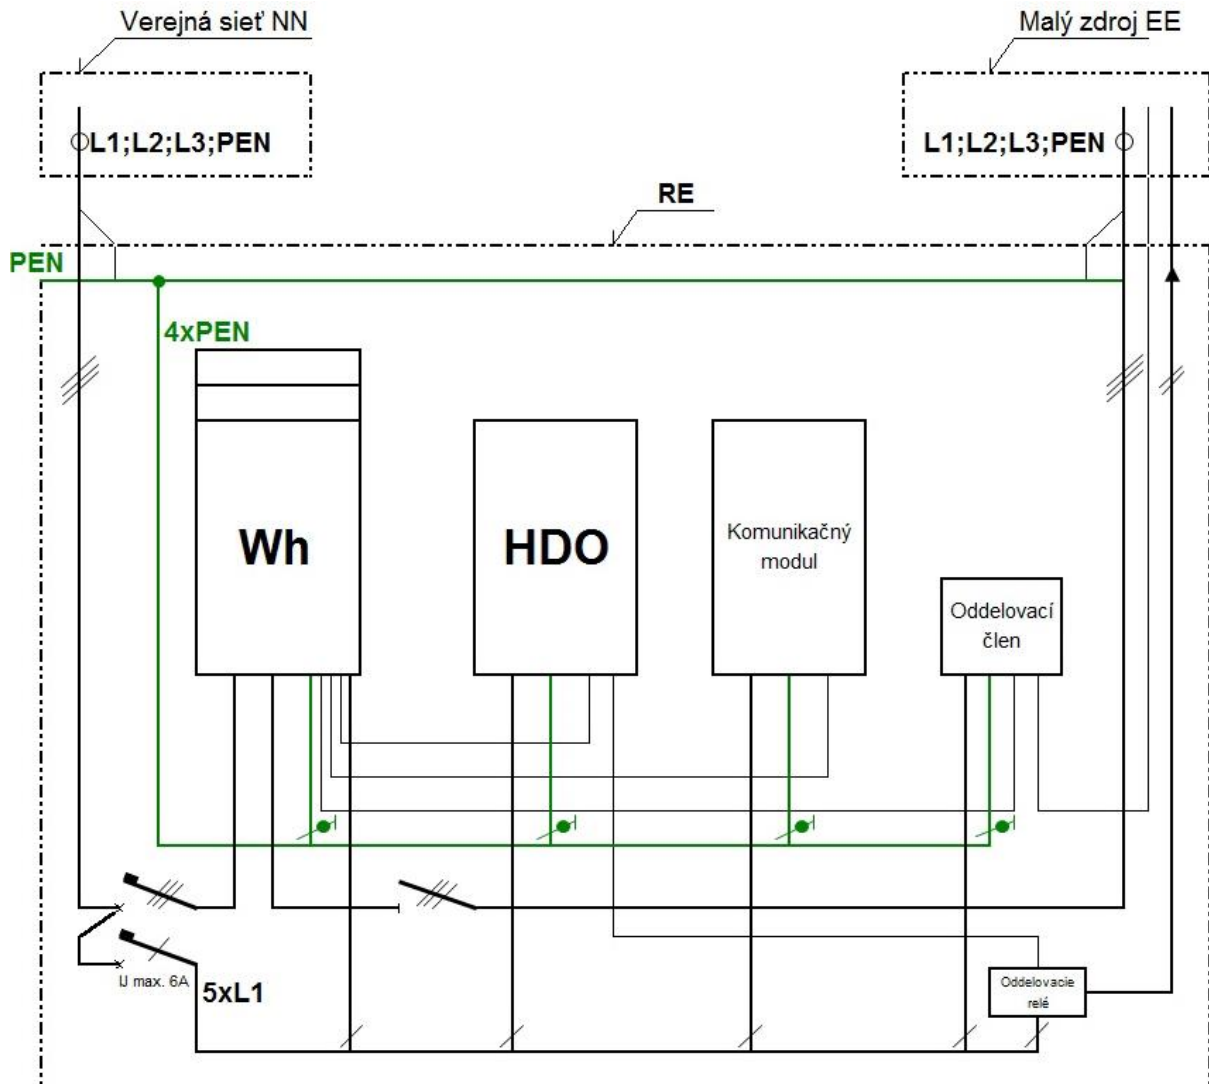 Verejná sieť NN
Malý zdroj EE
L1;L2;L3;PEN
L1;L2;L3;PEN
RE
PEN
4xPEN
Wh
HDO
Komunikačný
modul
Oddelovací
člen
IJ max. 6A
5xL1
Oddelovacie
relé